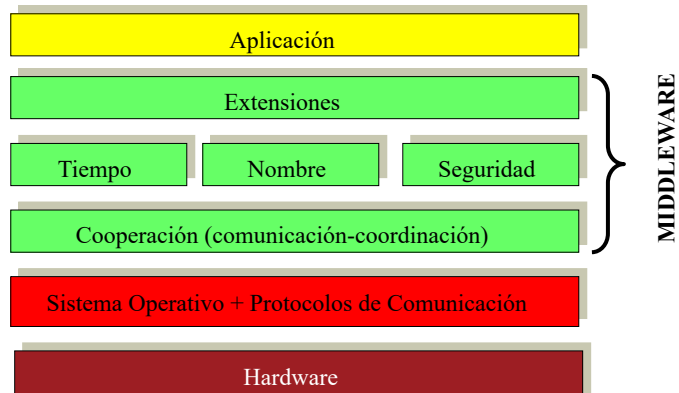 Aplicación
Extensiones
Tiempo
Nombre
Seguridad
Cooperación (comunicación-coordinación)
Sistema Operativo + Protocolos de Comunicación
Hardware
MIDDLEWARE